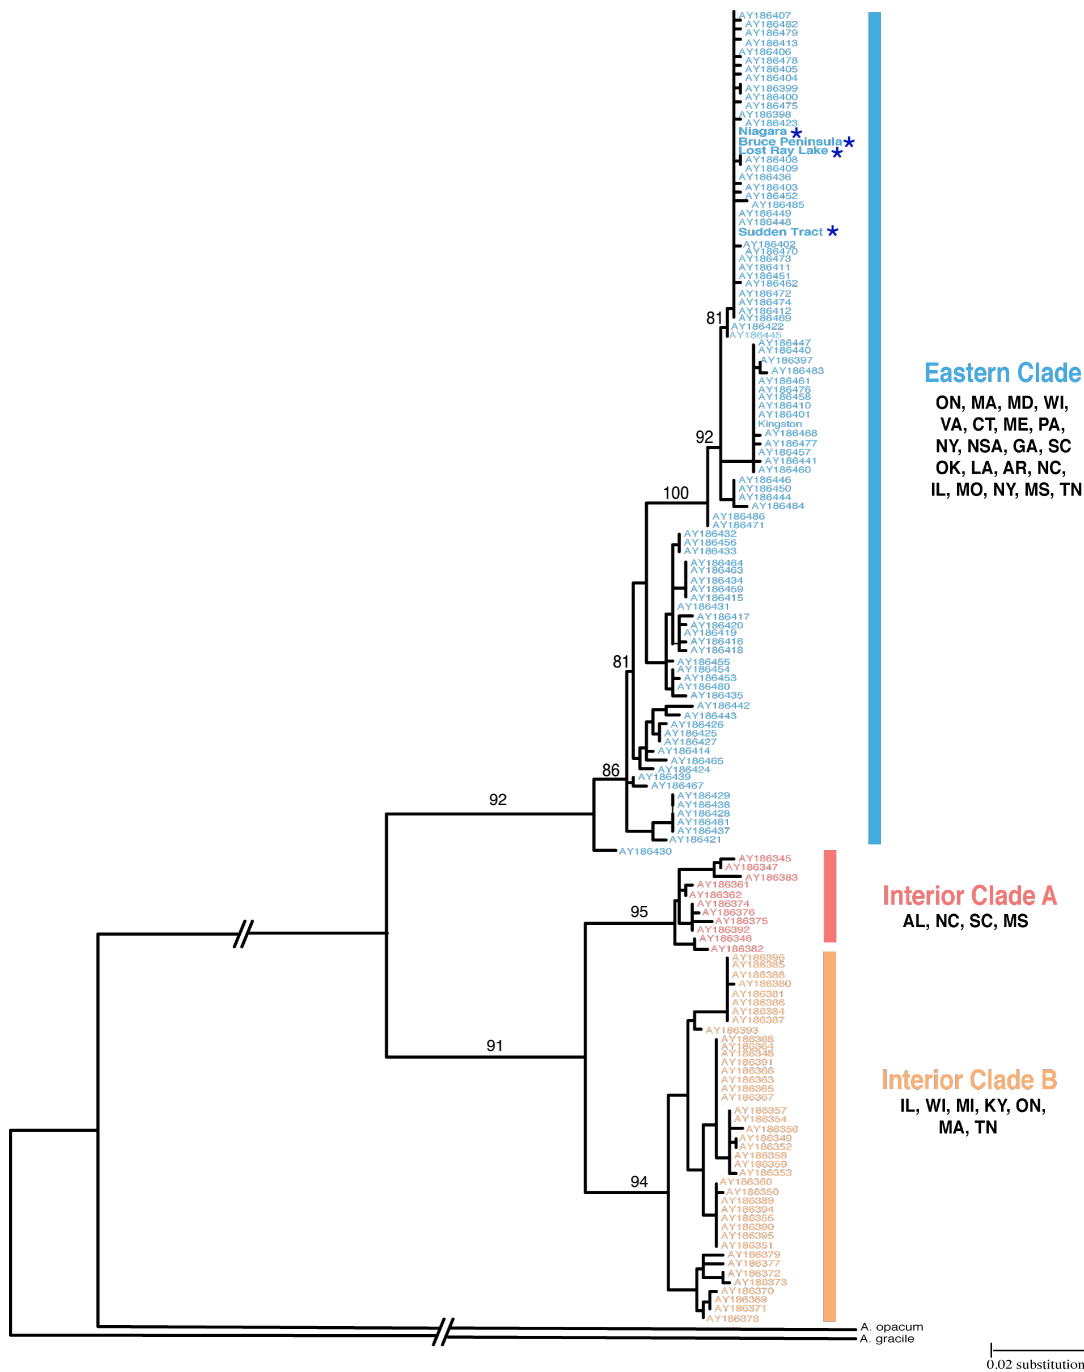 AY186407
AY186482
AY186479
AY186413
AY186406
AY186478
AY186405
AY186404
AY186399
AY186400
AY186475
AY186398
AY186423
Niagara *
Bruce Peninsula *
Lost Ray Lake *
AY186408
AY186409
AY186436
AY186403
AY186452
AY186485
AY186449
AY186448
Sudden Tract *
AY186402
AY186470
AY186473
AY186411
AY186451
AY186462
AY186472
AY186474
AY186412
AY186469
81
AY186422
AY186445
AY186447
AY186440
AY186397
AY186483
AY186461
AY186476
AY186458
AY186410
AY186401
Kingston
AY186468
92
AY186477
AY186457
AY186441
AY186460
AY186446
AY186450
100
AY186444
AY186484
AY186486
AY186471
AY186432
AY186456
AY186433
AY186464
AY186463
AY186434
AY186459
AY186415
AY186431
AY186417
AY186420
AY186419
AY186416
AY186418
81
AY186455
AY186454
AY186453
AY186480
AY186435
AY186442
AY186443
AY186426
AY186425
AY186427
AY186414
AY186465
86
AY186424
AY186439
AY186467
92
AY186429
AY186438
AY186428
AY186481
AY186437
AY186421
AY186430
Eastern Clade
ON, MA, MD, WI,
VA, CT, ME, PA,
NY, NSA, GA, SC
OK, LA, AR, NC,
IL, MO, NY, MS, TN
AY186345
AY186347
AY186383
AY186361
AY186362
AY186374
95
AY186376
AY186375
AY186392
AY186346
AY186382
Interior Clade A
AL, NC, SC, MS
91
AY186396
AY186385
AY186388
AY186380
AY186381
AY186386
AY186384
AY186387
AY186393
AY186368
AY186364
AY186348
AY186391
AY186366
AY186363
AY186365
AY186367
AY186357
AY186354
AY186356
AY186349
AY186352
AY186358
AY186359
AY186353
94
AY186360
AY186350
AY186389
AY186394
AY186355
AY186390
AY186395
AY186351
AY186379
AY186377
AY186372
AY186373
AY186370
AY186369
AY186371
AY186378
Interior Clade B
IL, WI, MI, KY, ON,
MA, TN
A. opacum
A. gracile
0.02 substitution